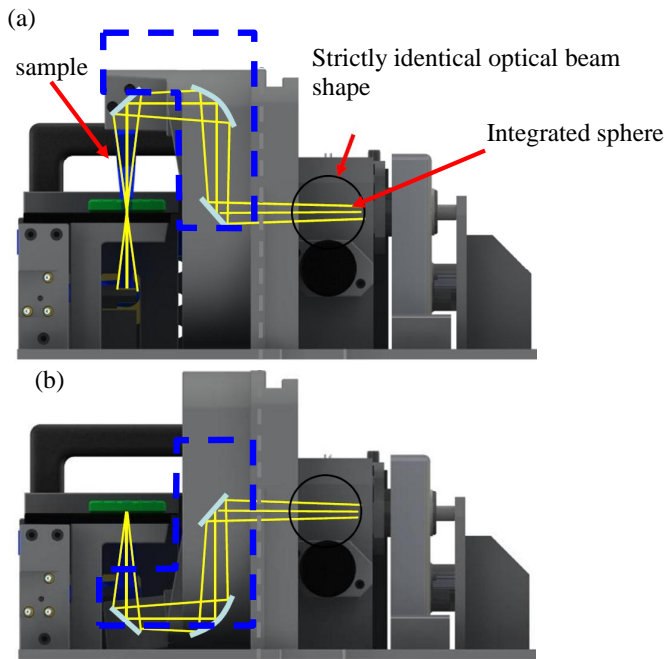 (a)
sample
Strictly identical optical beam
shape
Integrated sphere
(b)